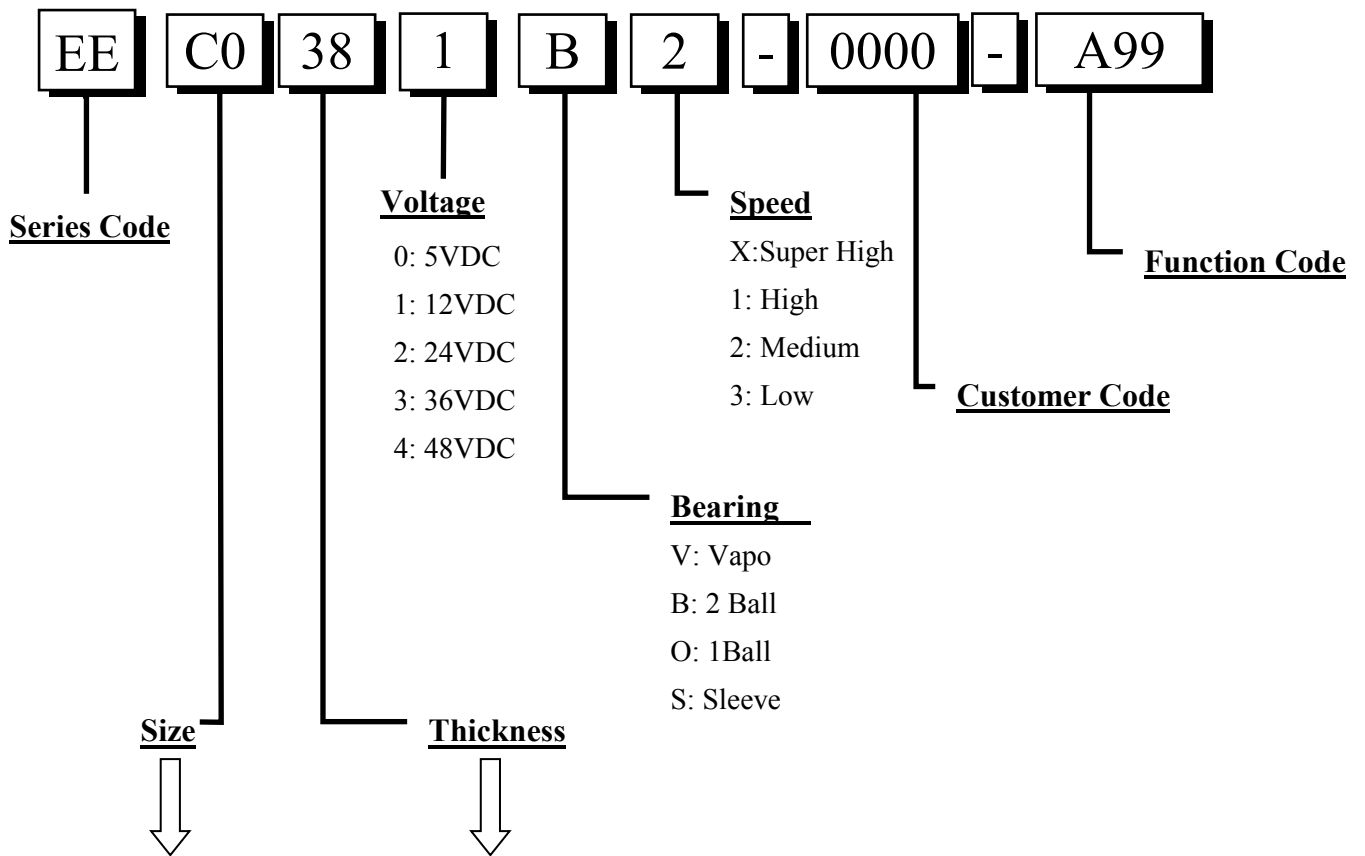 EE C0 38 1 B 2 - 0000 - A99
Series Code
Voltage
0: 5VDC
1: 12VDC
2: 24VDC
3: 36VDC
4: 48VDC
Speed
X:Super High
1: High
2: Medium
3: Low
Function Code
Customer Code
Bearing
V: Vapo
B: 2 Ball
O: 1Ball
S: Sleeve
Size
Thickness